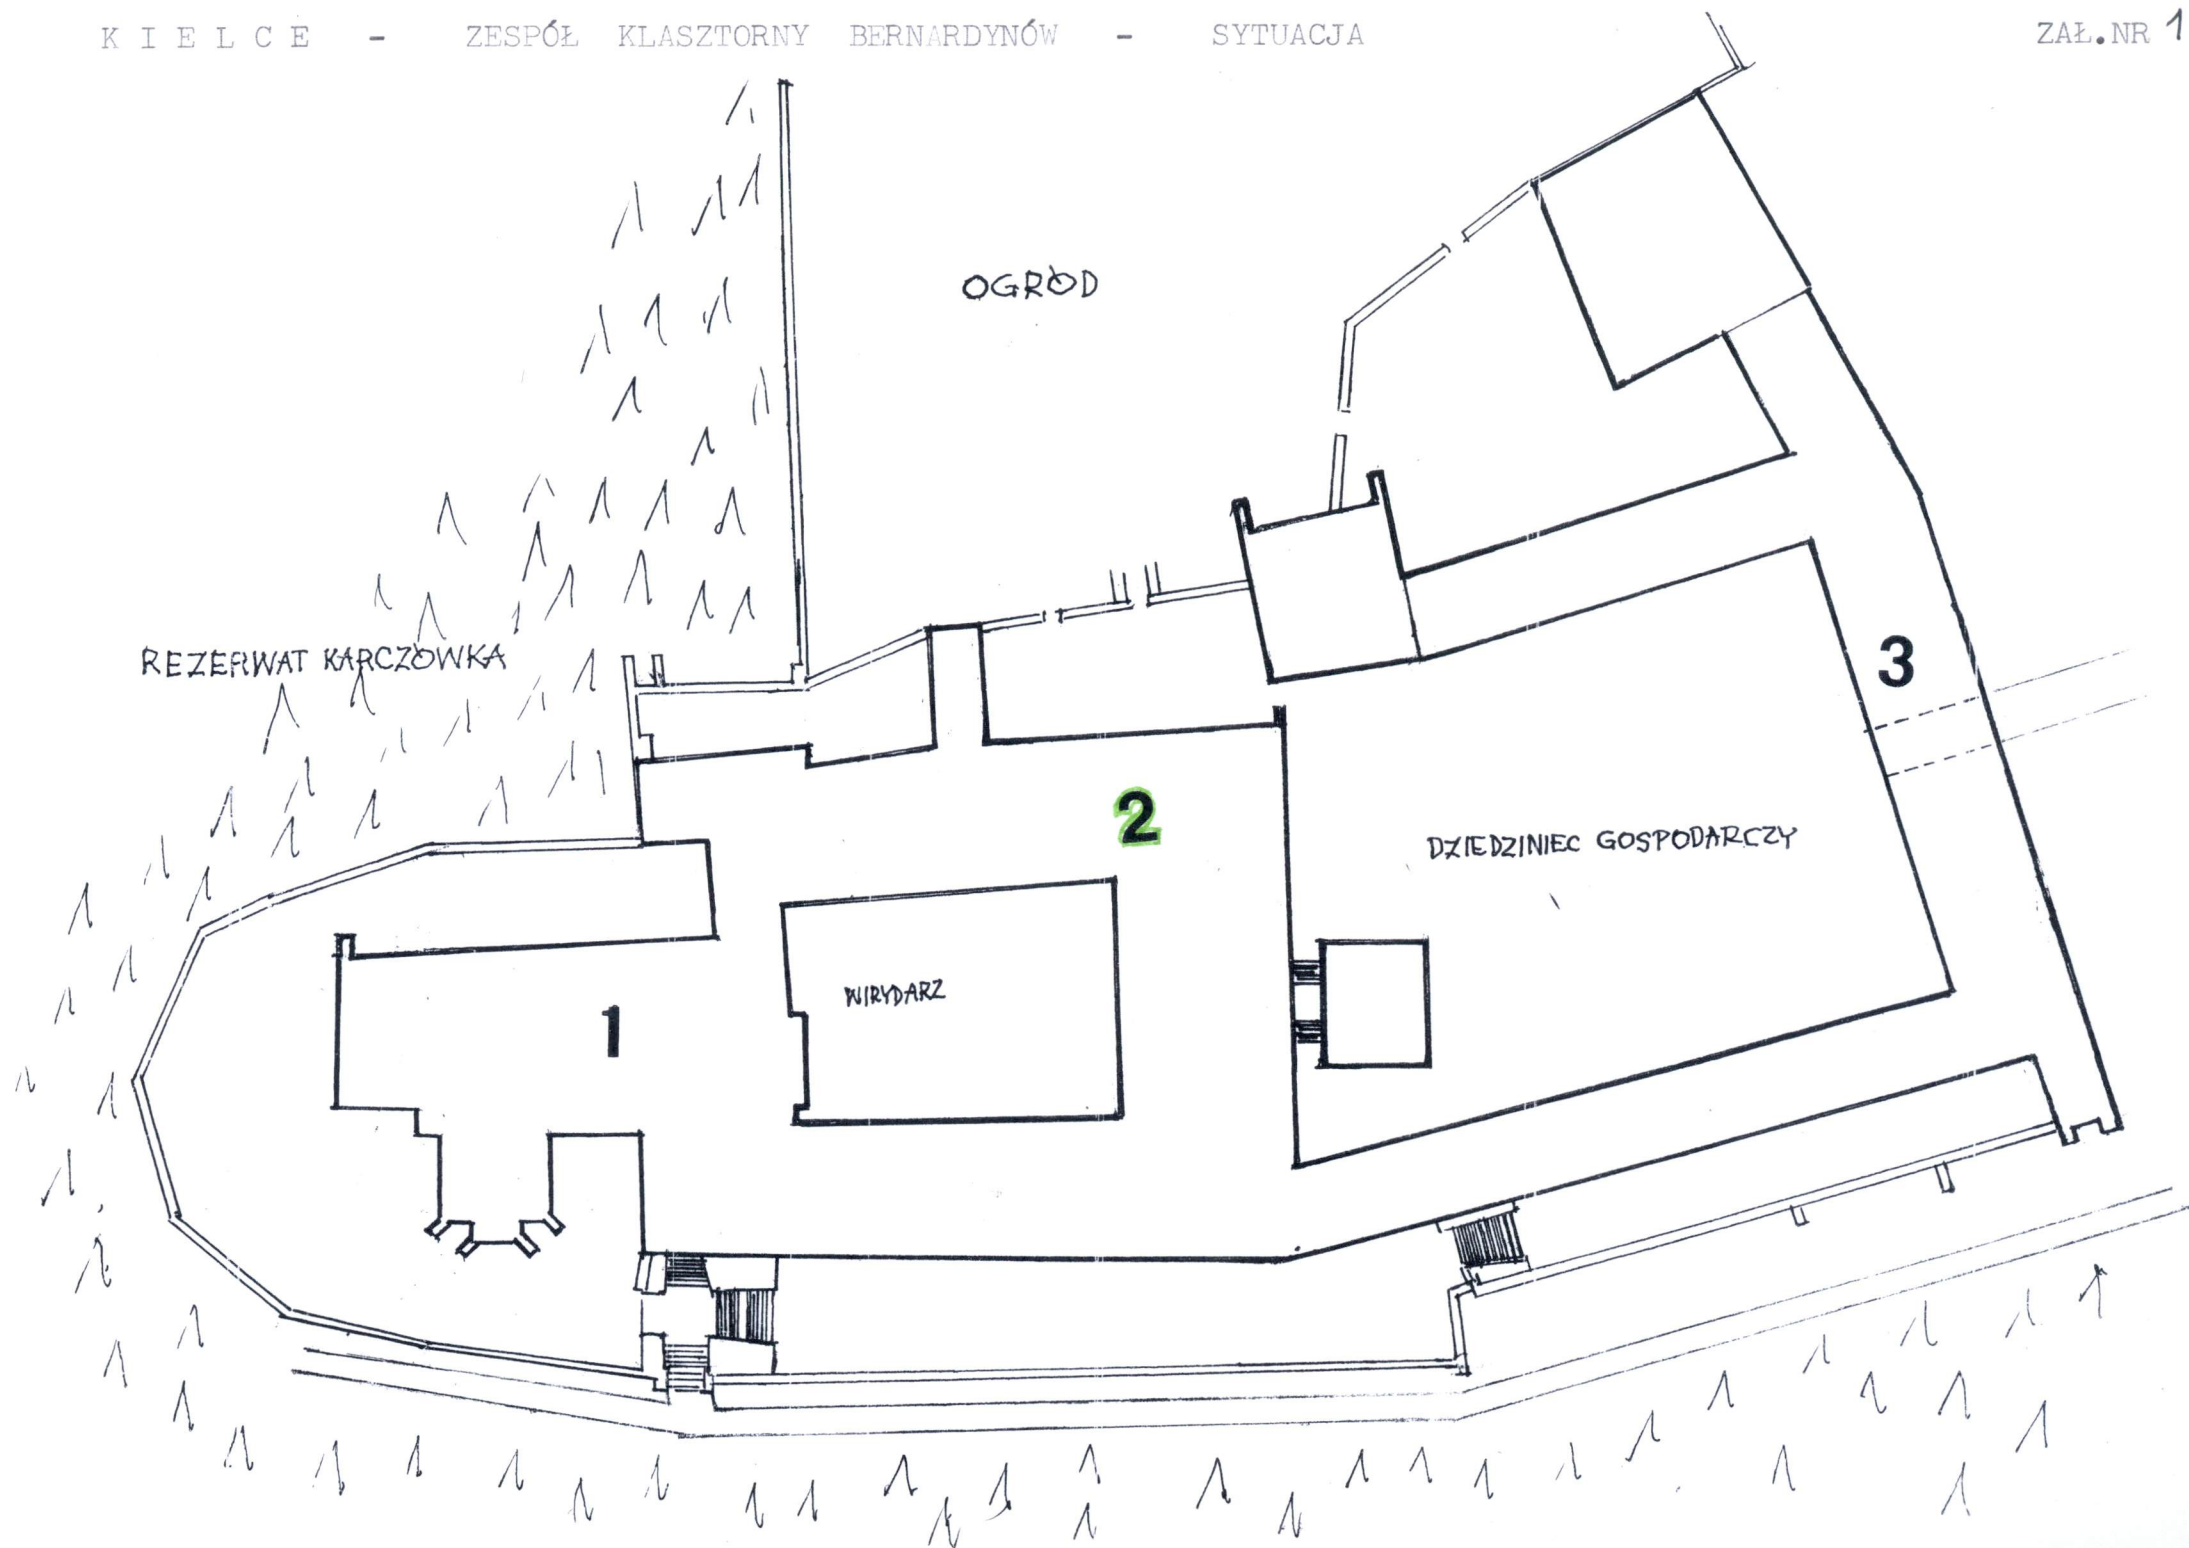 K I E L C E - ZESPÓŁ KLASZTORNY BERNARDYNÓW - SYTUACJA ZAŁ.NR 1
OGRÓD
REZERWAT KARCZÓWKA
3
2
DZIEDZINIEC GOSPODARCZY
WIRYDARZ
1